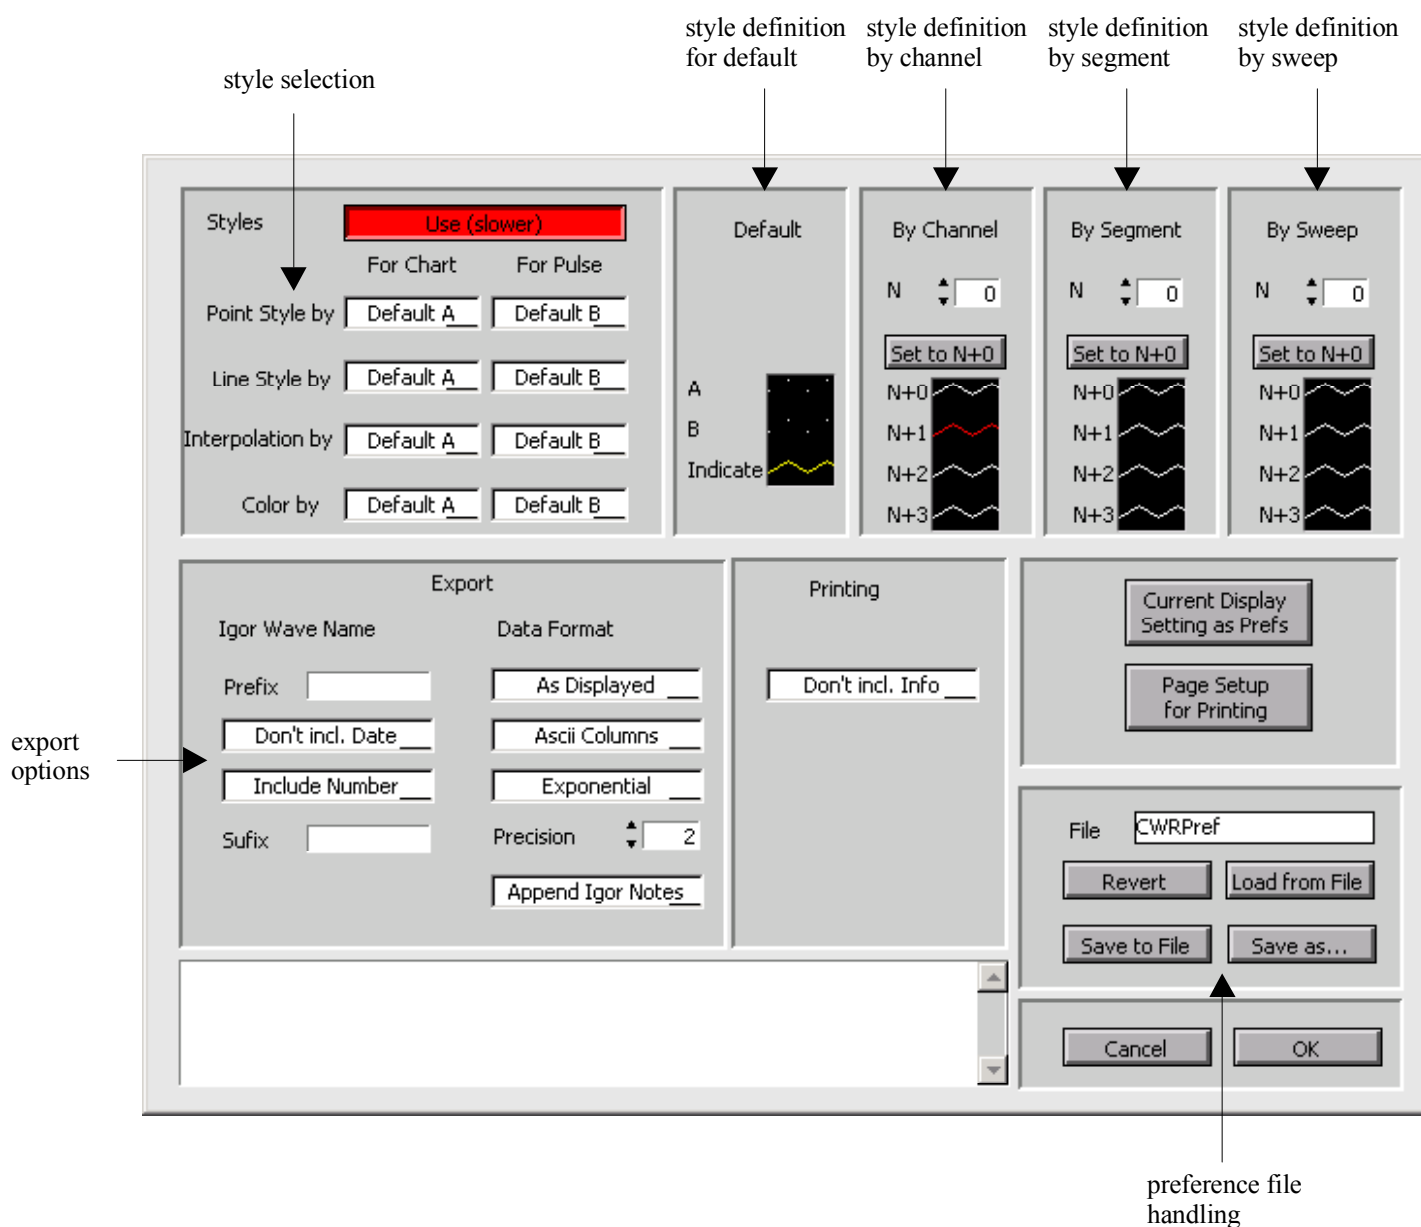 style definition for default
style definition by channel
style definition by segment
style definition by sweep
style selection
Styles
Use (slower)
For Chart For Pulse
Point Style by Default A Default B
Line Style by Default A Default B
Interpolation by Default A Default B
Color by Default A Default B
Default
A
B
Indicate
By Channel
N 0
Set to N+0
N+0
N+1
N+2
N+3
By Segment
N 0
Set to N+0
N+0
N+1
N+2
N+3
By Sweep
N 0
Set to N+0
N+0
N+1
N+2
N+3
export options
Export
Igor Wave Name
Prefix
Don't incl. Date
Include Number
Sufix
Data Format
As Displayed
Ascii Columns
Exponential
Precision 2
Append Igor Notes
Printing
Don't incl. Info
Current Display
Setting as Prefs
Page Setup
for Printing
File CWRPref
Revert Load from File
Save to File Save as...
Cancel OK
preference file
handling